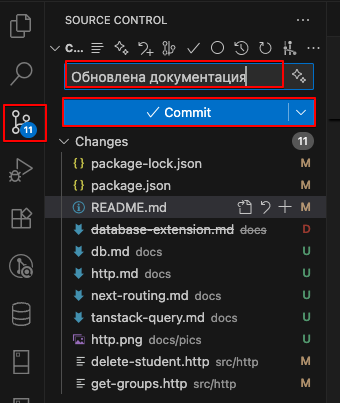 SOURCE CONTROL
C...
Обновлена документация
Commit
11
Changes 11
{} package-lock.json M
{} package.json M
README.md M
database-extension.md docs D
db.md docs U
http.md docs U
next-routing.md docs U
tanstack-query.md docs U
http.png docs/pics U
delete-student.http src/http M
get-groups.http src/http M